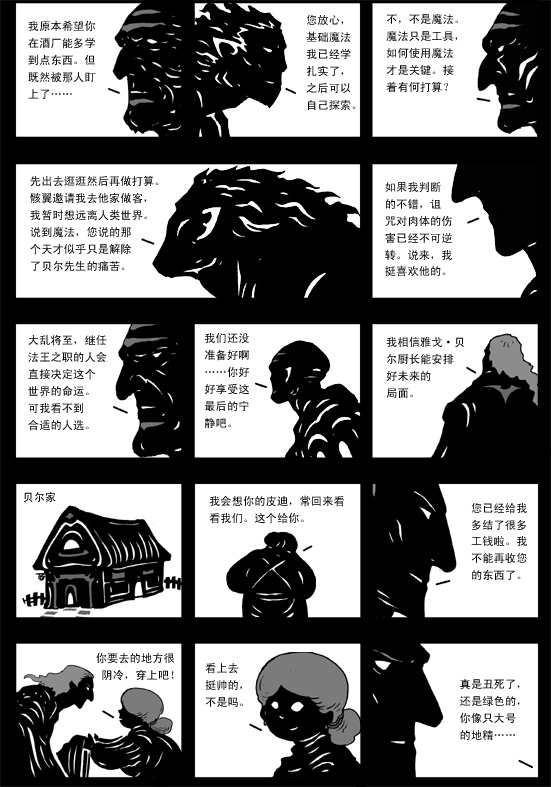 我原本希望你
在酒厂能多学
到点东西。但
既然被那人盯
上了……
您放心,
基础魔法
我已经学
扎实了,
之后可以
自己探索。
不,不是魔法。
魔法只是工具,
如何使用魔法
才是关键。接
着有何打算?
先出去逛逛然后再做打算。
骸翼邀请我去他家做客,
我暂时想远离人类世界。
说到魔法,您说的那
个天才似乎只是解除
了贝尔先生的痛苦。
如果我判断
的不错,诅
咒对肉体的伤
害已经不可逆
转。说来,我
挺喜欢他的。
大乱将至,继任
法王之职的人会
直接决定这个
世界的命运。
可我看不到
合适的人选。
我们还没
准备好啊
……你好
好享受这
最后的宁
静吧。
我相信雅戈·贝
尔厨长能安排
好未来的
局面。
贝尔家
我会想你的皮迪,常回来看
看我们。这个给你。
您已经给我
多结了很多
工钱啦。我
不能再收您
的东西了。
你要去的地方很
阴冷,穿上吧!
看上去
挺帅的,
不是吗。
真是丑死了,
还是绿色的,
你像只大号
的地精……